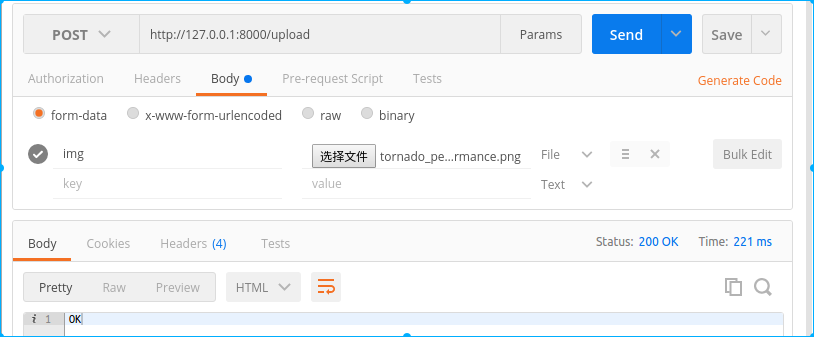 POST http://127.0.0.1:8000/upload Params Send Save
Authorization Headers Body Pre-request Script Tests Generate Code
form-data x-www-form-urlencoded raw binary
img 选择文件 tornado_pe...rmance.png File Bulk Edit
key value Text
Body Cookies Headers (4) Tests Status: 200 OK Time: 221 ms
Pretty Raw Preview HTML
i 1 OK